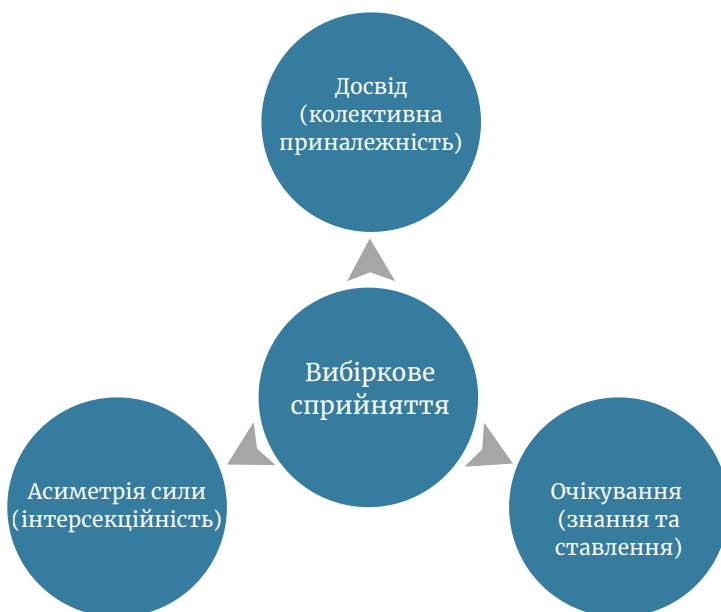 Досвід
(колективна
приналежність)
Вибіркове
сприйняття
Асиметрія сили
(інтерсекційність)
Очікування
(знання та
ставлення)